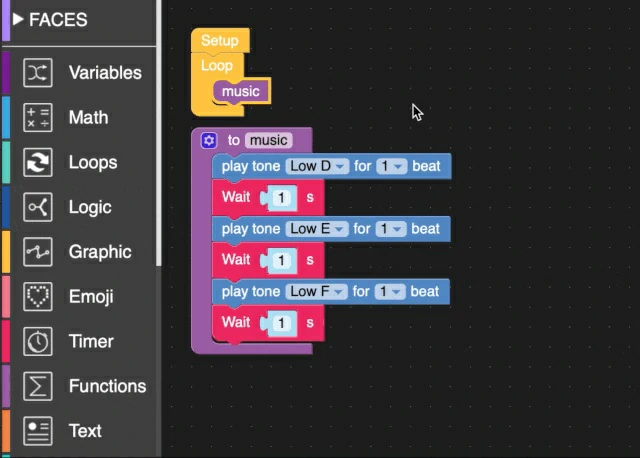 FACES
Variables
Math
Loops
Logic
Graphic
Emoji
Timer
Functions
Text
Setup
Loop
music
to music
play tone Low D for 1 beat
Wait 1 s
play tone Low E for 1 beat
Wait 1 s
play tone Low F for 1 beat
Wait 1 s